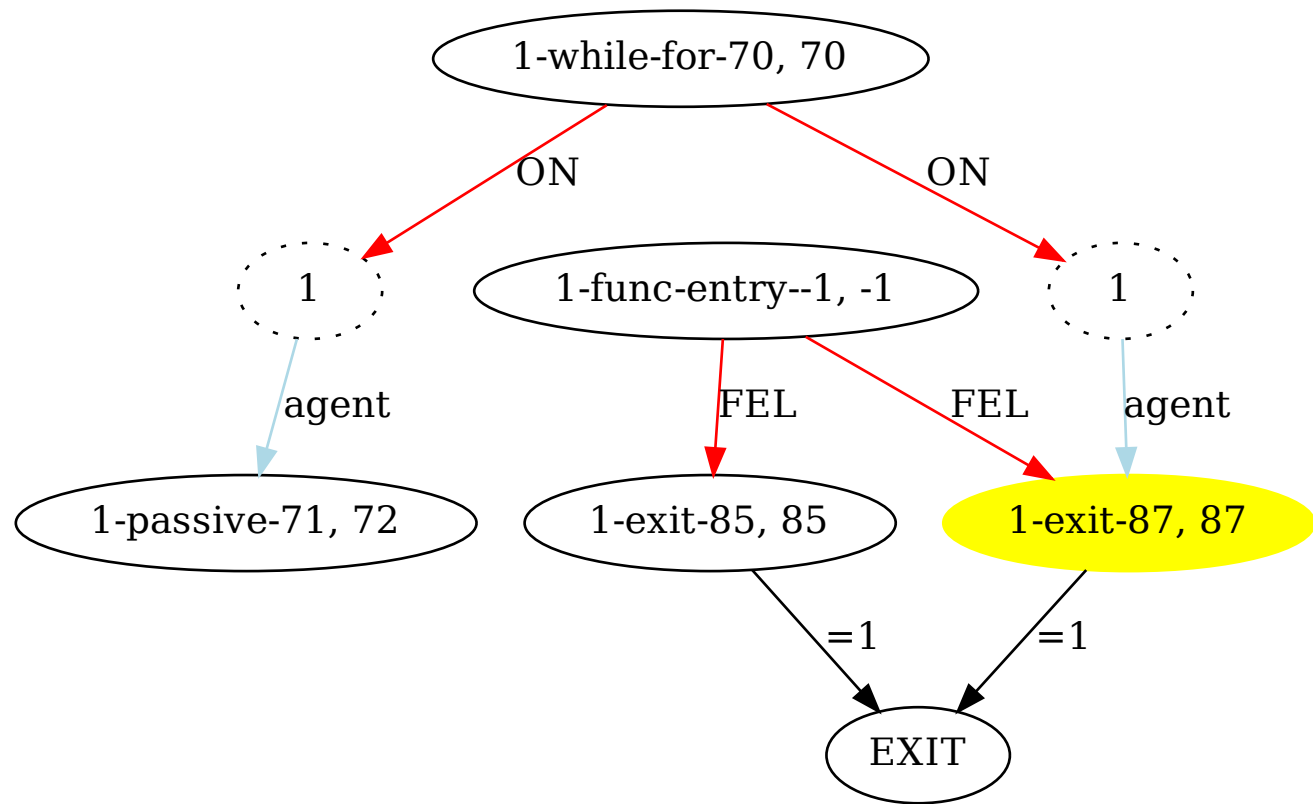 1-while-for-70, 70
ON
ON
1
1-func-entry--1, -1
1
agent
FEL
FEL
agent
1-passive-71, 72
1-exit-85, 85
1-exit-87, 87
=1
=1
EXIT